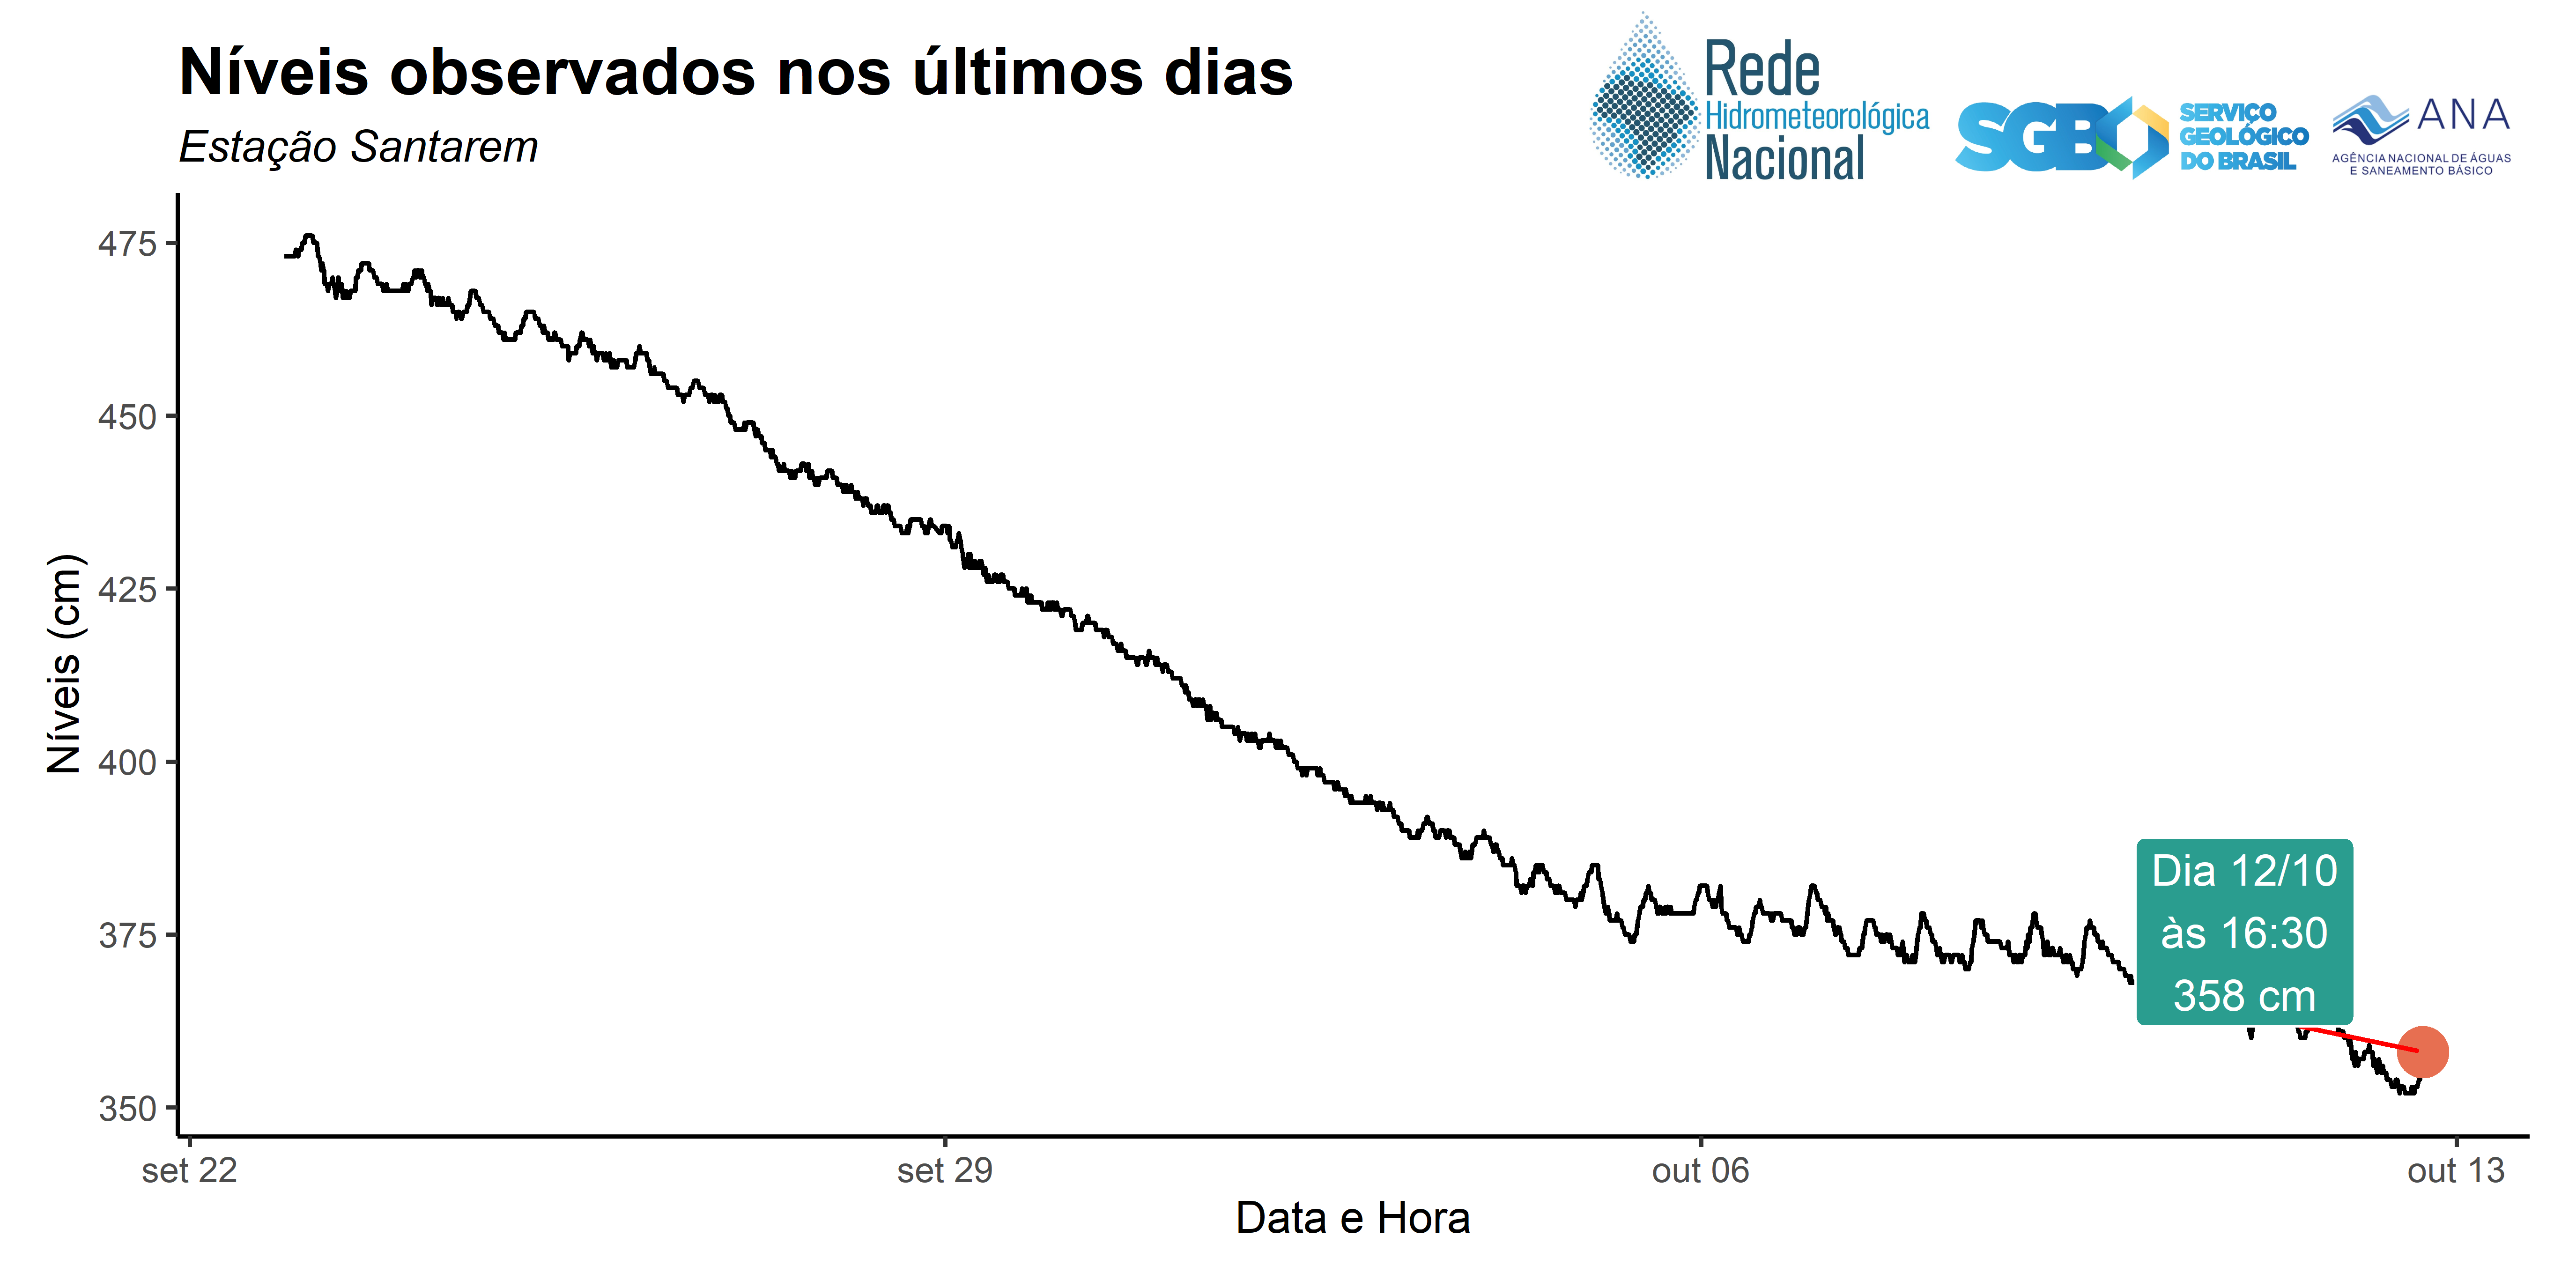 Níveis observados nos últimos dias
Estação Santarem
Rede
Hidrometeorológica
Nacional
SGB
SERVIÇO
GEOLÓGICO
DO BRASIL
ANA
AGÊNCIA NACIONAL DE ÁGUAS
E SANEAMENTO BÁSICO
Níveis (cm)
475
450
425
400
375
350
Dia 12/10
às 16:30
358 cm
set 22
set 29
out 06
out 13
Data e Hora